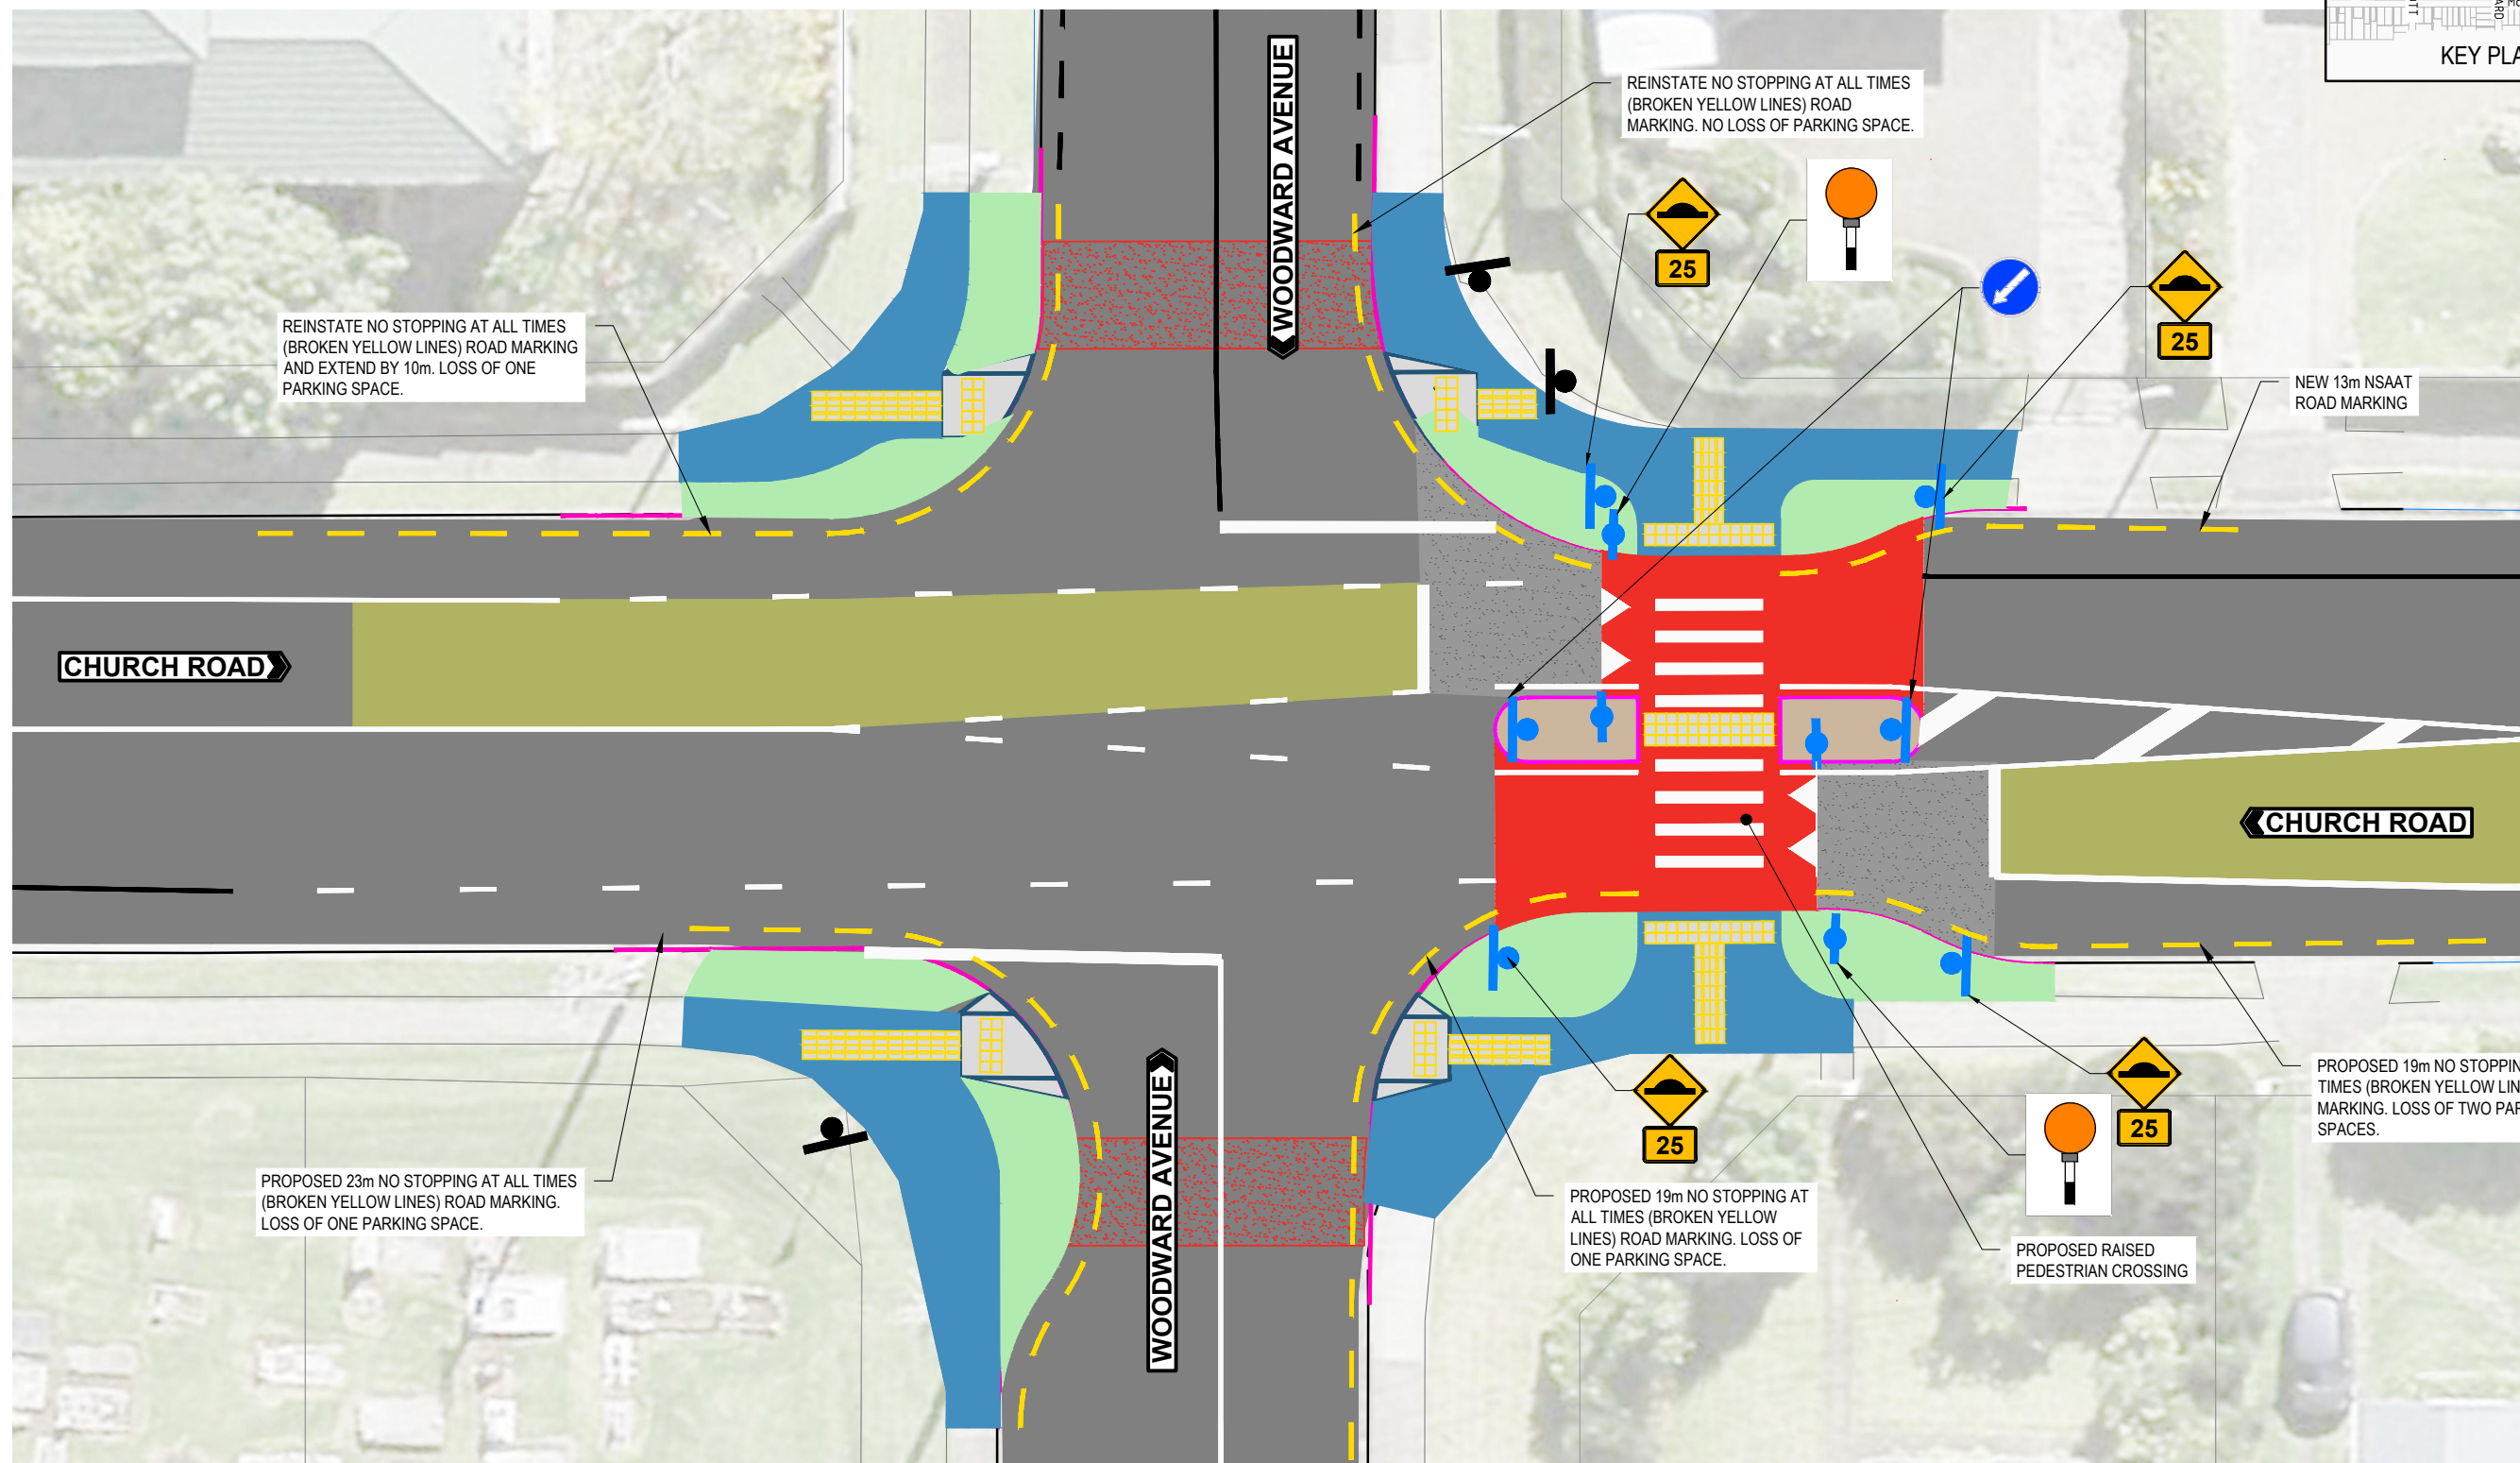 TT
ARD
KEY PLA
WOODWARD AVENUE
REINSTATE NO STOPPING AT ALL TIMES
(BROKEN YELLOW LINES) ROAD
MARKING. NO LOSS OF PARKING SPACE.
25
25
REINSTATE NO STOPPING AT ALL TIMES
(BROKEN YELLOW LINES) ROAD MARKING
AND EXTEND BY 10m. LOSS OF ONE
PARKING SPACE.
NEW 13m NSAAT
ROAD MARKING
CHURCH ROAD
CHURCH ROAD
WOODWARD AVENUE
25
25
PROPOSED 19m NO STOPPIN
TIMES (BROKEN YELLOW LIN
MARKING. LOSS OF TWO PAR
SPACES.
PROPOSED 23m NO STOPPING AT ALL TIMES
(BROKEN YELLOW LINES) ROAD MARKING.
LOSS OF ONE PARKING SPACE.
PROPOSED 19m NO STOPPING AT
ALL TIMES (BROKEN YELLOW
LINES) ROAD MARKING. LOSS OF
ONE PARKING SPACE.
PROPOSED RAISED
PEDESTRIAN CROSSING